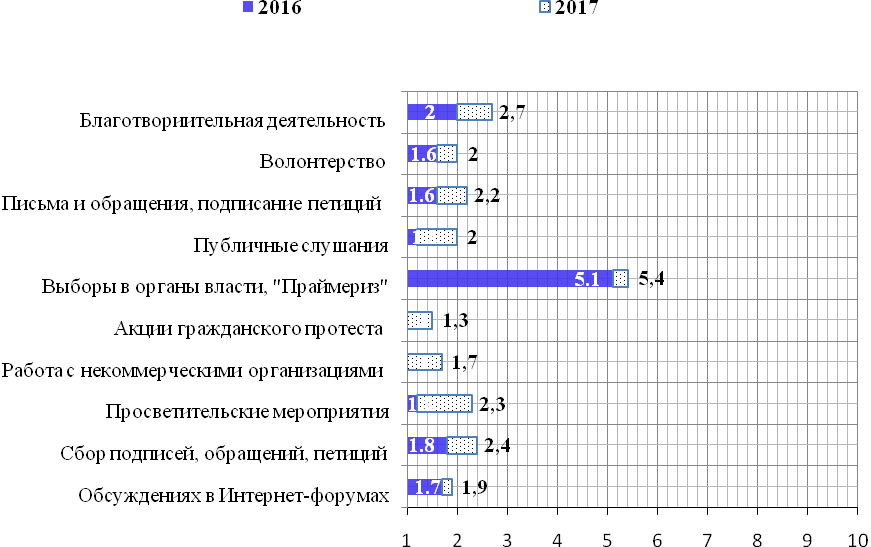 2016 2017
Благотвориительная деятельность 2 2,7
Волонтерство 1.6 2
Письма и обращения, подписание петиций 1.6 2,2
Публичные слушания 1 2
Выборы в органы власти, "Праймериз" 5.1 5,4
Акции гражданского протеста 1,3
Работа с некоммерческими организациями 1,7
Просветительские мероприятия 1 2,3
Сбор подписей, обращений, петиций 1.8 2,4
Обсуждениях в Интернет-форумах 1.7 1,9
1 2 3 4 5 6 7 8 9 10